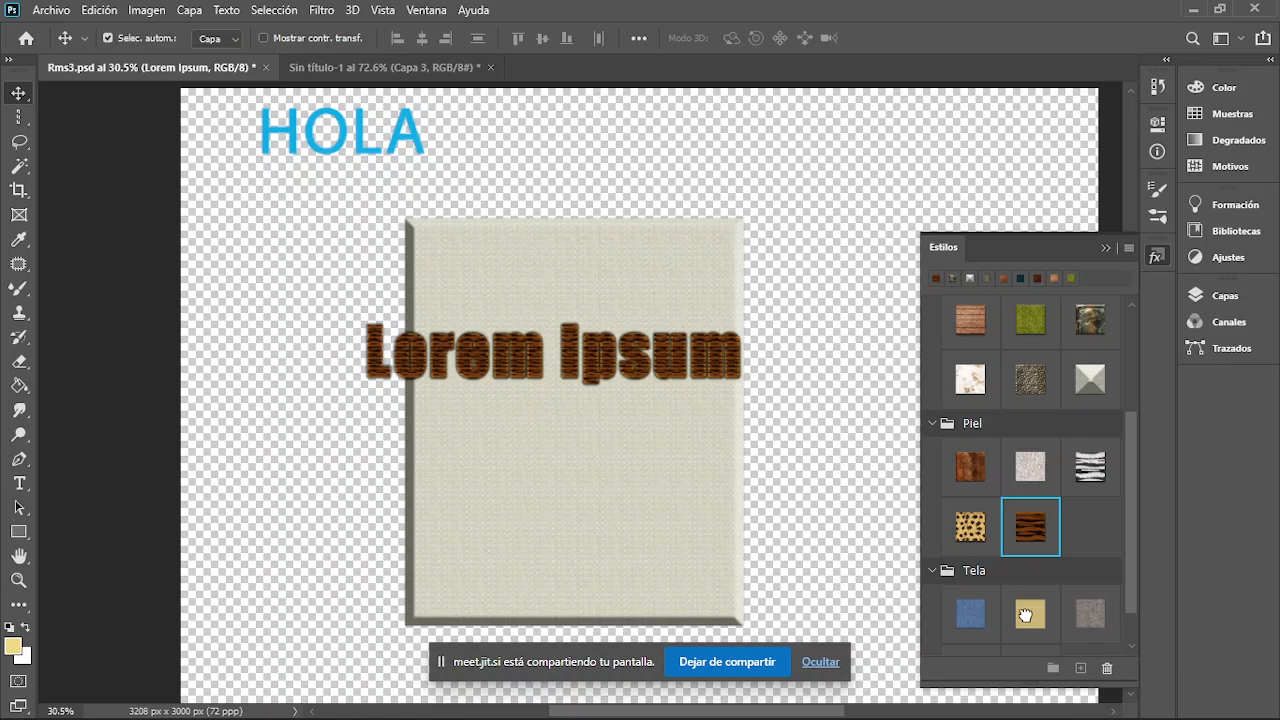 Ps Archivo Edición Imagen Capa Texto Selección Filtro 3D Vista Ventana Ayuda
Selec. autom.: Capa Mostrar contr. transf. Modo 3D:
Rms3.psd al 30.5% (Lorem Ipsum, RGB/8) * × Sin título-1 al 72.6% (Capa 3, RGB/8#) * ×
HOLA
Lorem Ipsum
Estilos
Piel
Tela
Color
Muestras
Degradados
Motivos
Formación
Bibliotecas
Ajustes
Capas
Canales
Trazados
meet.jit.si está compartiendo tu pantalla. Dejar de compartir Ocultar
30.5% 3208 px x 3000 px (72 ppp)